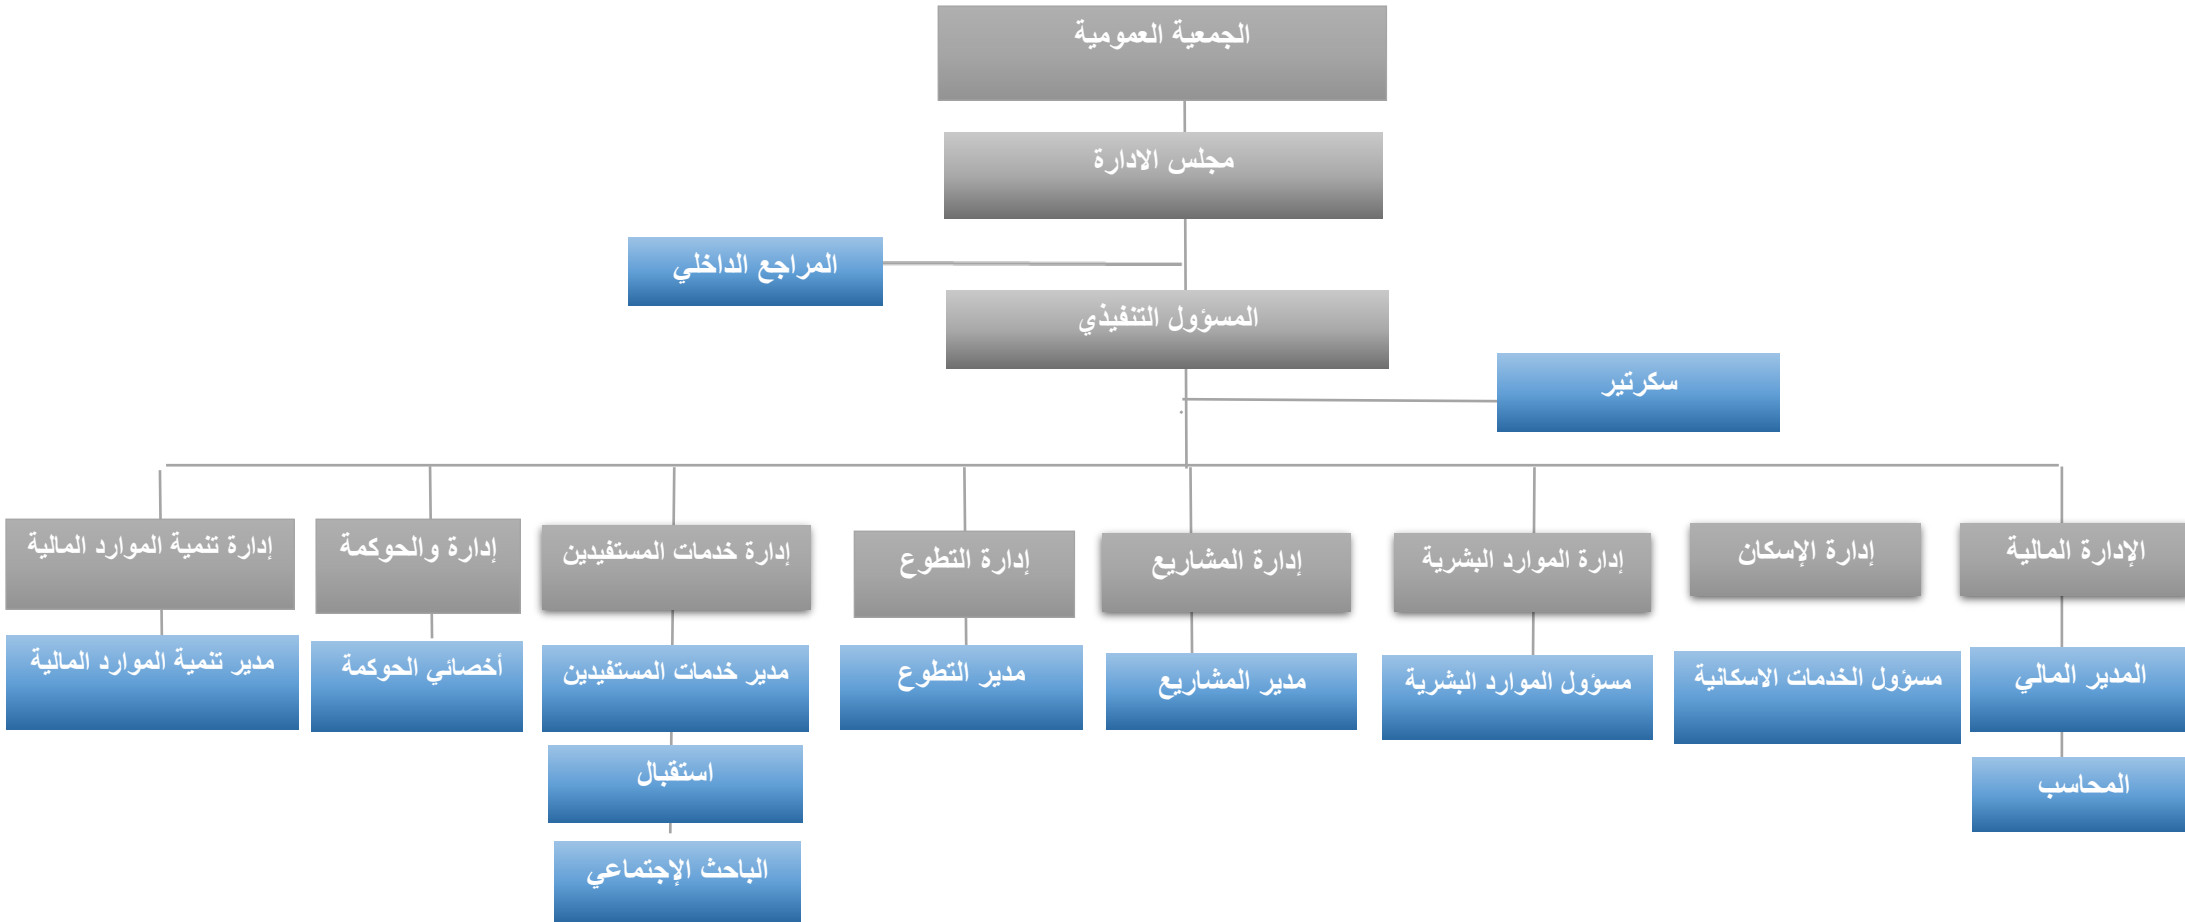 الجمعية العمومية
مجلس الادارة
المراجع الداخلي
المسؤول التنفيذي
سكرتير
الإدارة المالية
إدارة الإسكان
إدارة الموارد البشرية
إدارة المشاريع
إدارة التطوع
إدارة خدمات المستفيدين
إدارة والحوكمة
إدارة تنمية الموارد المالية
المدير المالي
مسؤول الخدمات الاسكانية
مسؤول الموارد البشرية
مدير المشاريع
مدير التطوع
مدير خدمات المستفيدين
أخصائي الحوكمة
مدير تنمية الموارد المالية
المحاسب
استقبال
الباحث الإجتماعي